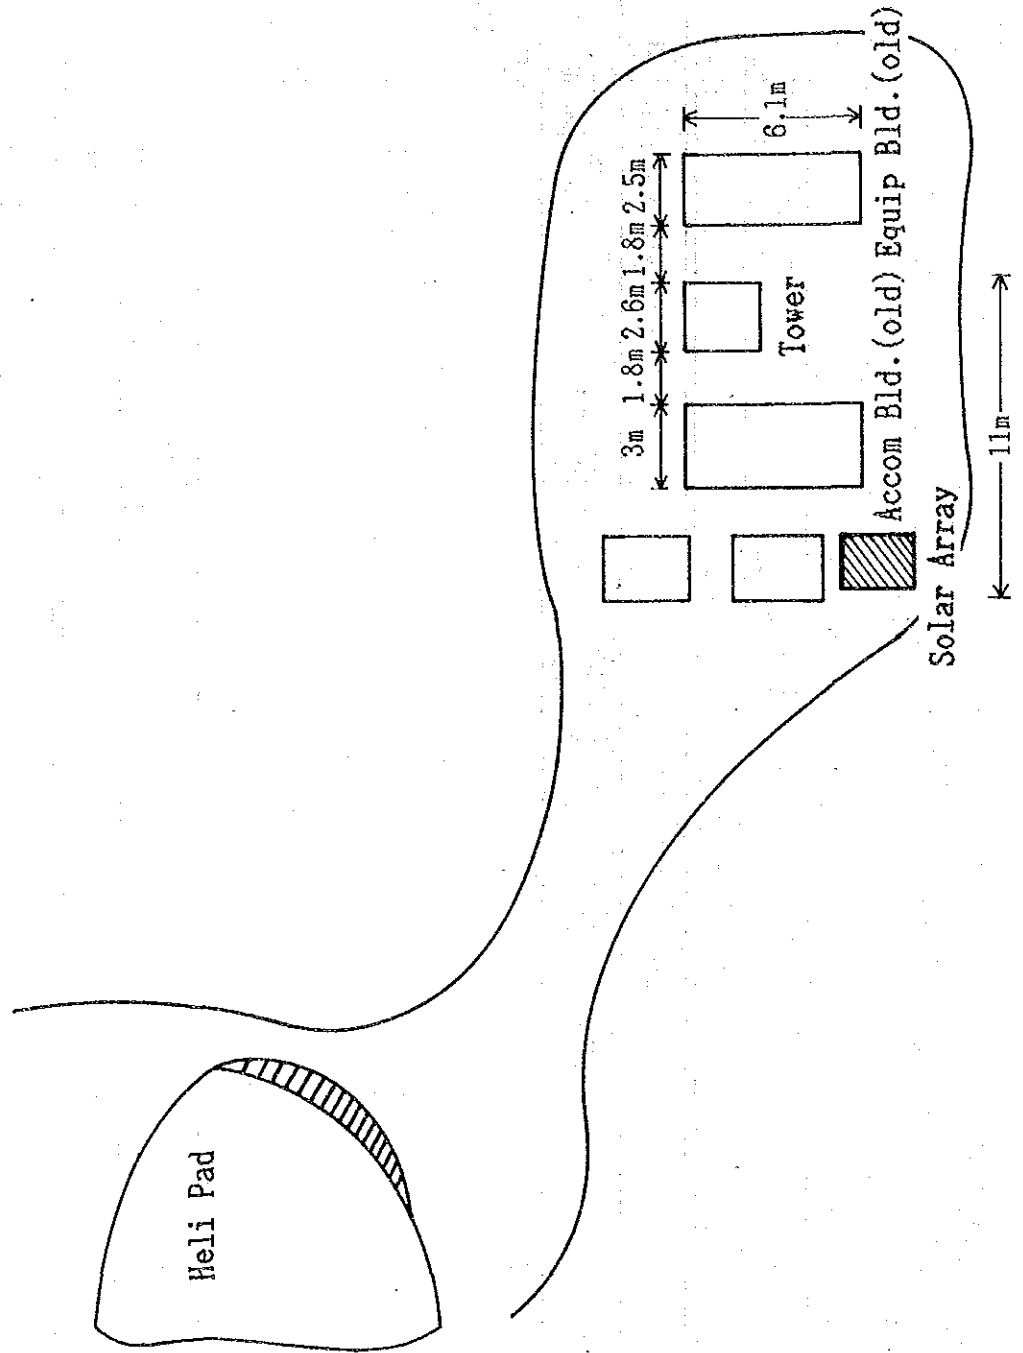 Heli Pad
3m
1.8m
2.6m
1.8m
2.5m
6.1m
Tower
Accom Bld.(old)
Equip Bld.(old)
Solar Array
11m